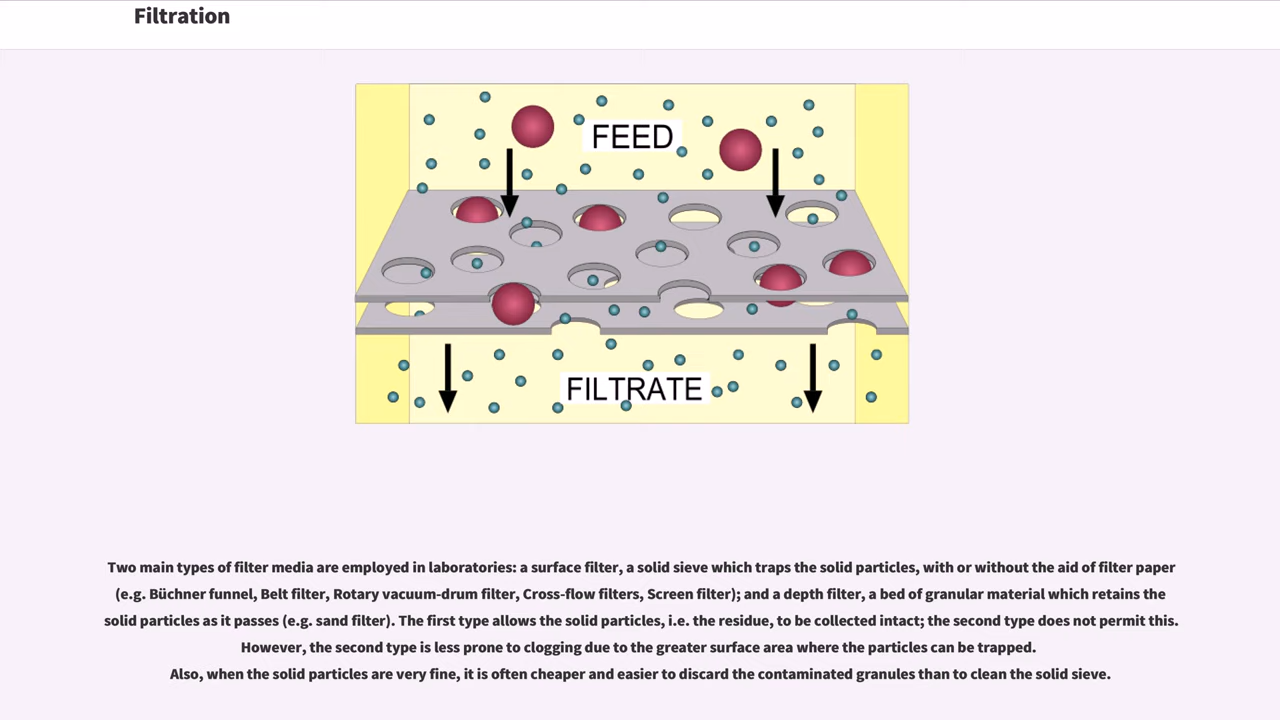 Filtration
FEED
FILTRATE
Two main types of filter media are employed in laboratories: a surface filter, a solid sieve which traps the solid particles, with or without the aid of filter paper
(e.g. Büchner funnel, Belt filter, Rotary vacuum-drum filter, Cross-flow filters, Screen filter); and a depth filter, a bed of granular material which retains the
solid particles as it passes (e.g. sand filter). The first type allows the solid particles, i.e. the residue, to be collected intact; the second type does not permit this.
However, the second type is less prone to clogging due to the greater surface area where the particles can be trapped.
Also, when the solid particles are very fine, it is often cheaper and easier to discard the contaminated granules than to clean the solid sieve.